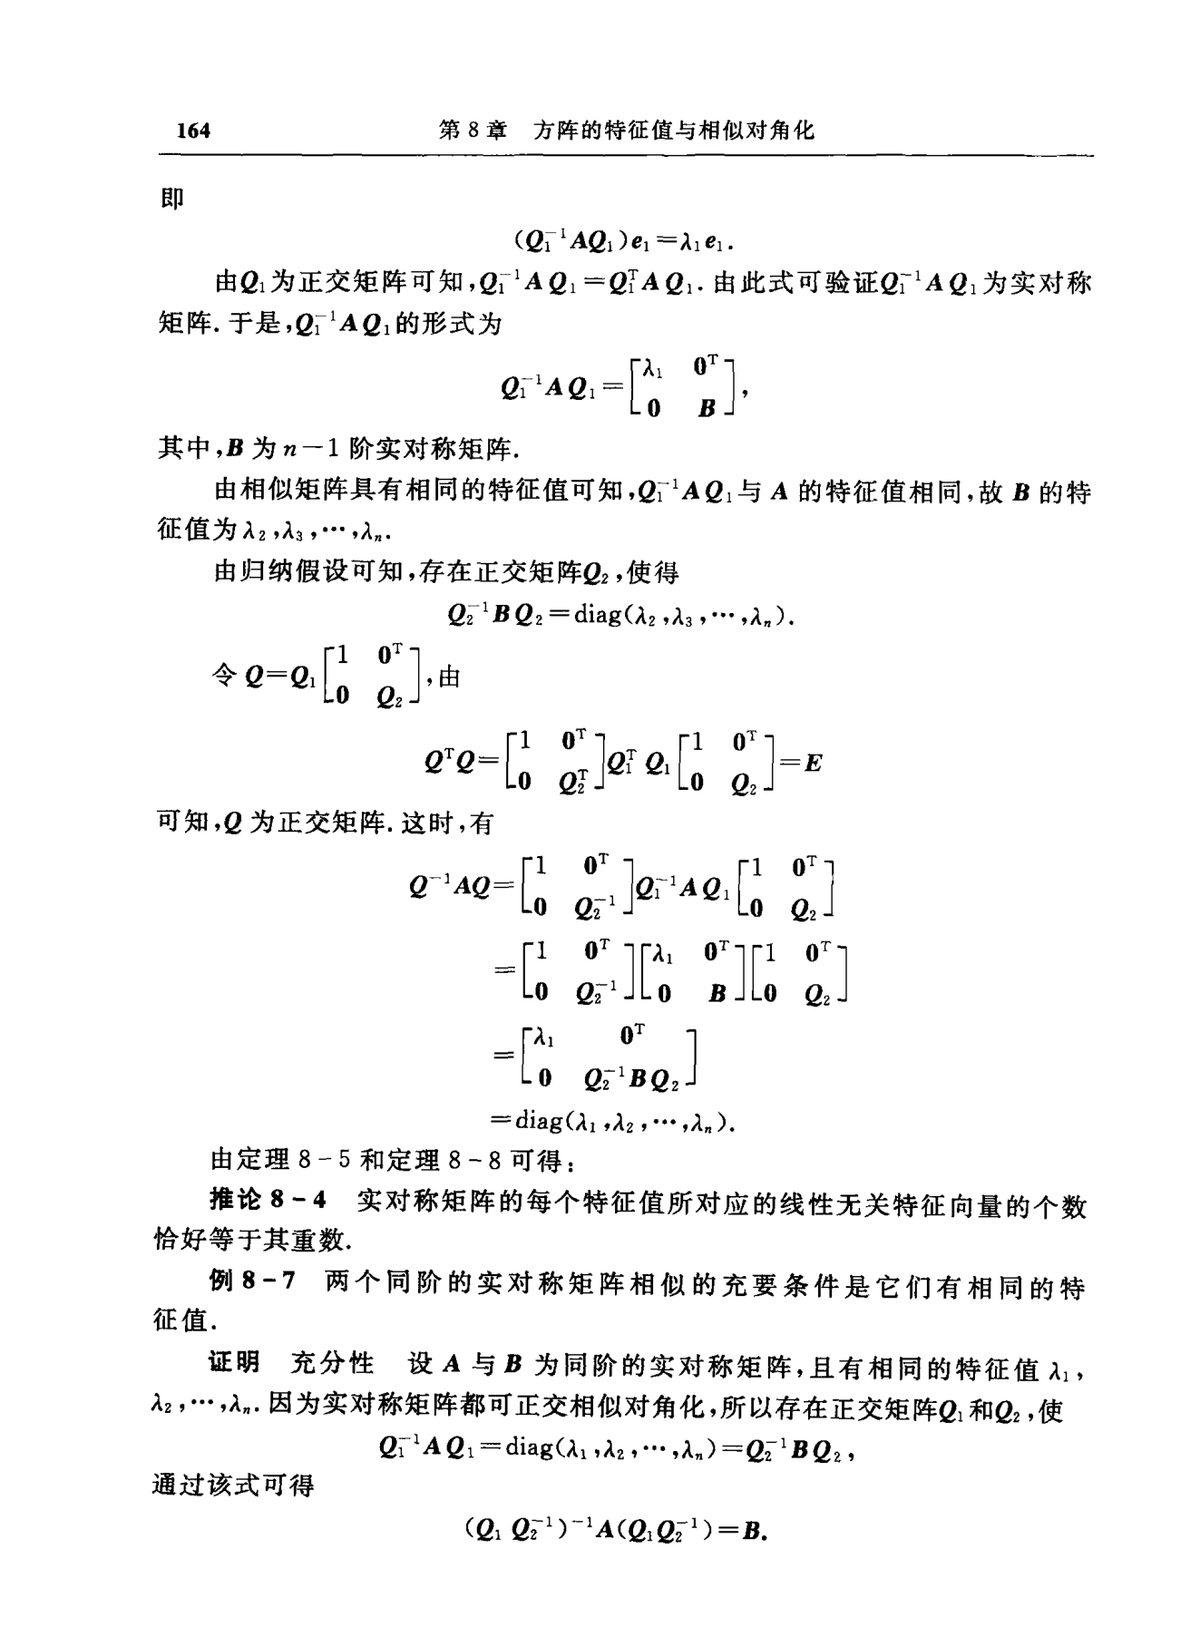 164 第 8 章 方阵的特征值与相似对角化
即
(Q₁⁻¹AQ₁)e₁=λ₁e₁.
由Q₁为正交矩阵可知,Q₁⁻¹AQ₁=Q₁ᵀAQ₁. 由此式可验证Q₁⁻¹AQ₁为实对称
矩阵. 于是,Q₁⁻¹AQ₁的形式为
Q₁⁻¹AQ₁=[λ₁ 0ᵀ; 0 B],
其中,B 为 n-1 阶实对称矩阵.
由相似矩阵具有相同的特征值可知,Q₁⁻¹AQ₁与 A 的特征值相同,故 B 的特
征值为 λ₂,λ₃,⋯,λₙ.
由归纳假设可知,存在正交矩阵Q₂,使得
Q₂⁻¹BQ₂=diag(λ₂,λ₃,⋯,λₙ).
令 Q=Q₁[1 0ᵀ; 0 Q₂],由
QᵀQ=[1 0ᵀ; 0 Q₂ᵀ]Q₁ᵀ Q₁[1 0ᵀ; 0 Q₂]=E
可知,Q 为正交矩阵. 这时,有
Q⁻¹AQ=[1 0ᵀ; 0 Q₂⁻¹]Q₁⁻¹AQ₁[1 0ᵀ; 0 Q₂]
=[1 0ᵀ; 0 Q₂⁻¹][λ₁ 0ᵀ; 0 B][1 0ᵀ; 0 Q₂]
=[λ₁ 0ᵀ; 0 Q₂⁻¹BQ₂]
=diag(λ₁,λ₂,⋯,λₙ).
由定理 8-5 和定理 8-8 可得:
推论 8-4 实对称矩阵的每个特征值所对应的线性无关特征向量的个数
恰好等于其重数.
例 8-7 两个同阶的实对称矩阵相似的充要条件是它们有相同的特
征值.
证明 充分性 设 A 与 B 为同阶的实对称矩阵,且有相同的特征值 λ₁,
λ₂,⋯,λₙ. 因为实对称矩阵都可正交相似对角化,所以存在正交矩阵Q₁和Q₂,使
Q₁⁻¹AQ₁=diag(λ₁,λ₂,⋯,λₙ)=Q₂⁻¹BQ₂,
通过该式可得
(Q₁ Q₂⁻¹)⁻¹A(Q₁Q₂⁻¹)=B.